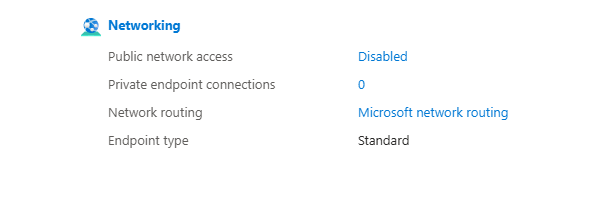 Networking
Public network access Disabled
Private endpoint connections 0
Network routing Microsoft network routing
Endpoint type Standard